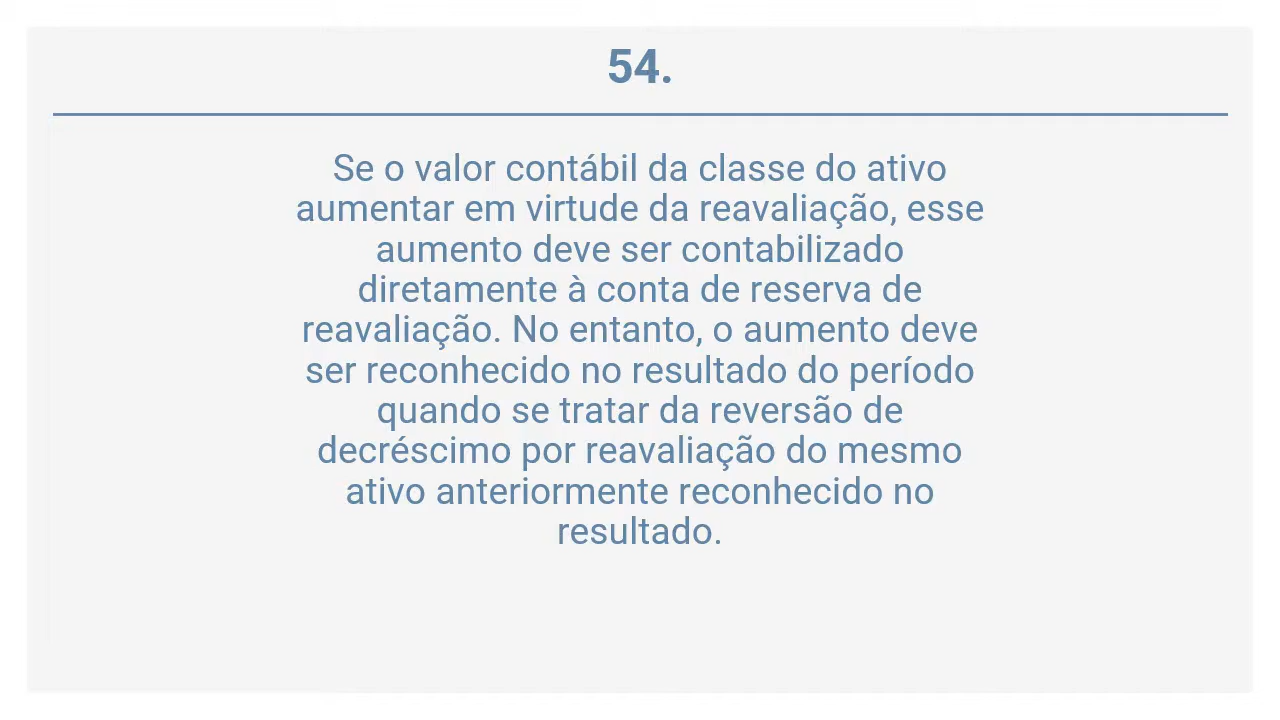 54.
Se o valor contábil da classe do ativo
aumentar em virtude da reavaliação, esse
aumento deve ser contabilizado
diretamente à conta de reserva de
reavaliação. No entanto, o aumento deve
ser reconhecido no resultado do período
quando se tratar da reversão de
decréscimo por reavaliação do mesmo
ativo anteriormente reconhecido no
resultado.